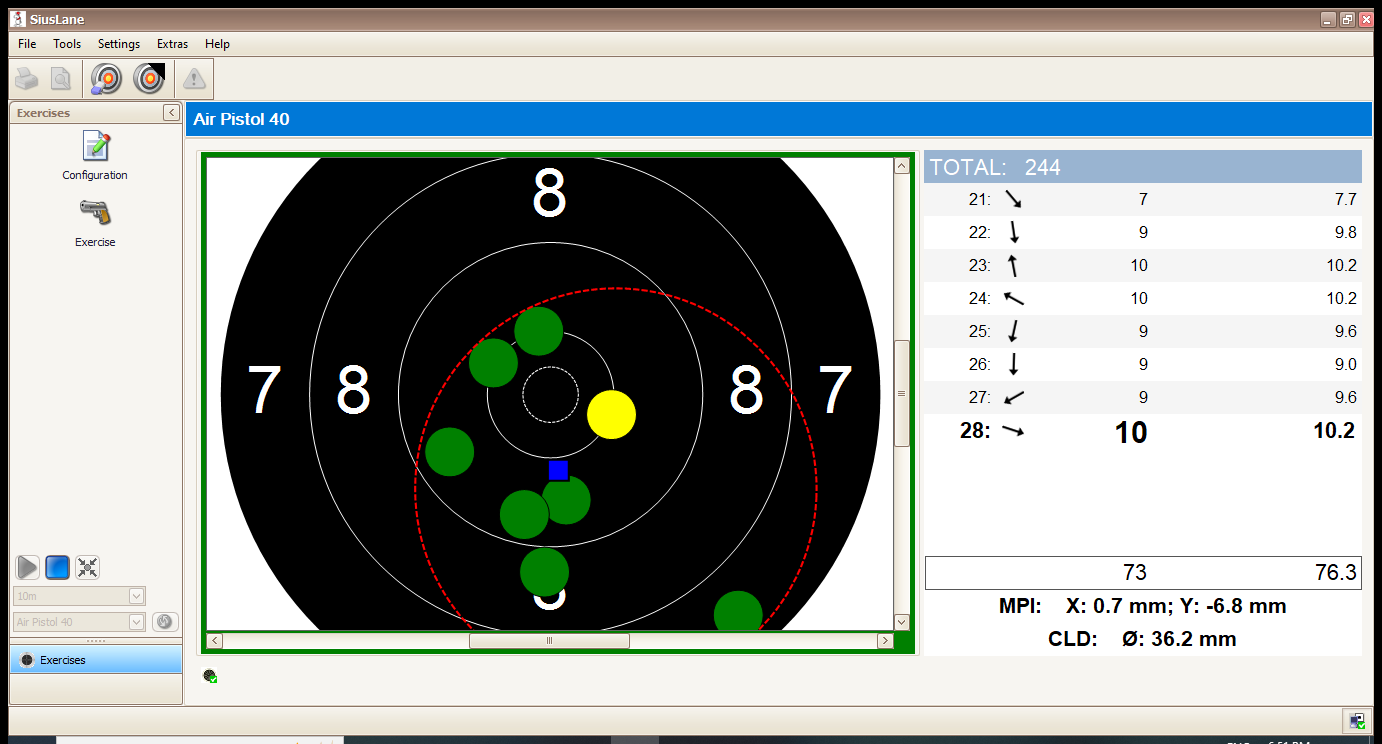 SiusLane
File Tools Settings Extras Help
Exercises
Configuration
Exercise
10m
Air Pistol 40
Exercises
Air Pistol 40
8
7 8 8 7
TOTAL: 244
21: 7 7.7
22: 9 9.8
23: 10 10.2
24: 10 10.2
25: 9 9.6
26: 9 9.0
27: 9 9.6
28: 10 10.2
73 76.3
MPI: X: 0.7 mm; Y: -6.8 mm
CLD: Ø: 36.2 mm